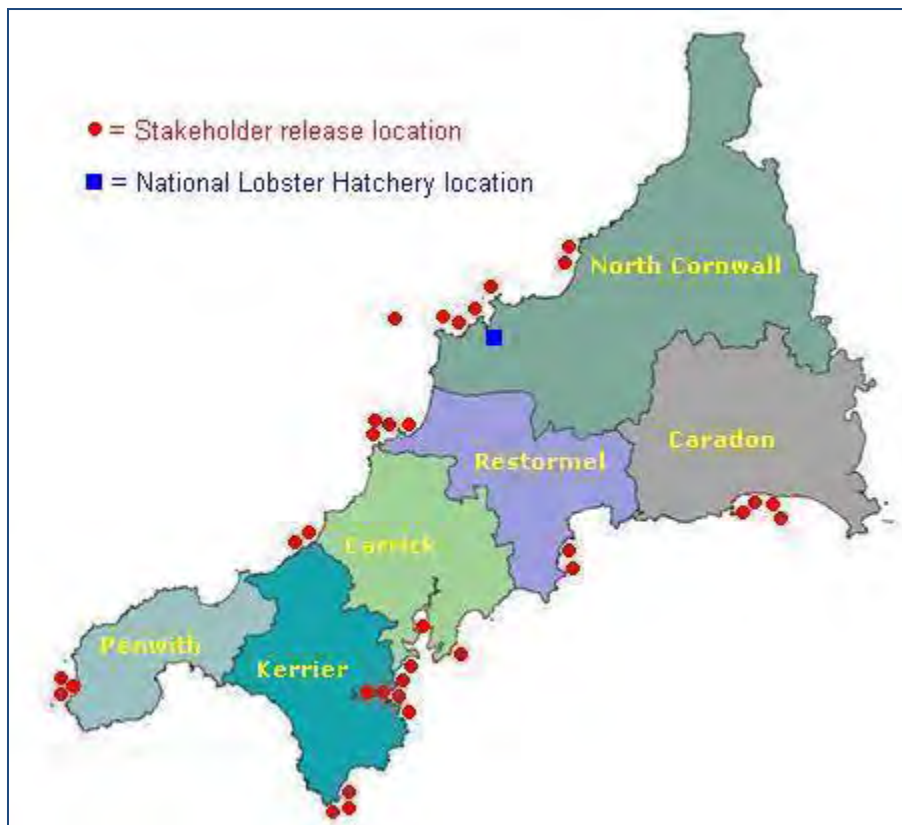 = Stakeholder release location
= National Lobster Hatchery location
North Cornwall
Caradon
Restormel
Carrick
Penwith
Kerrier